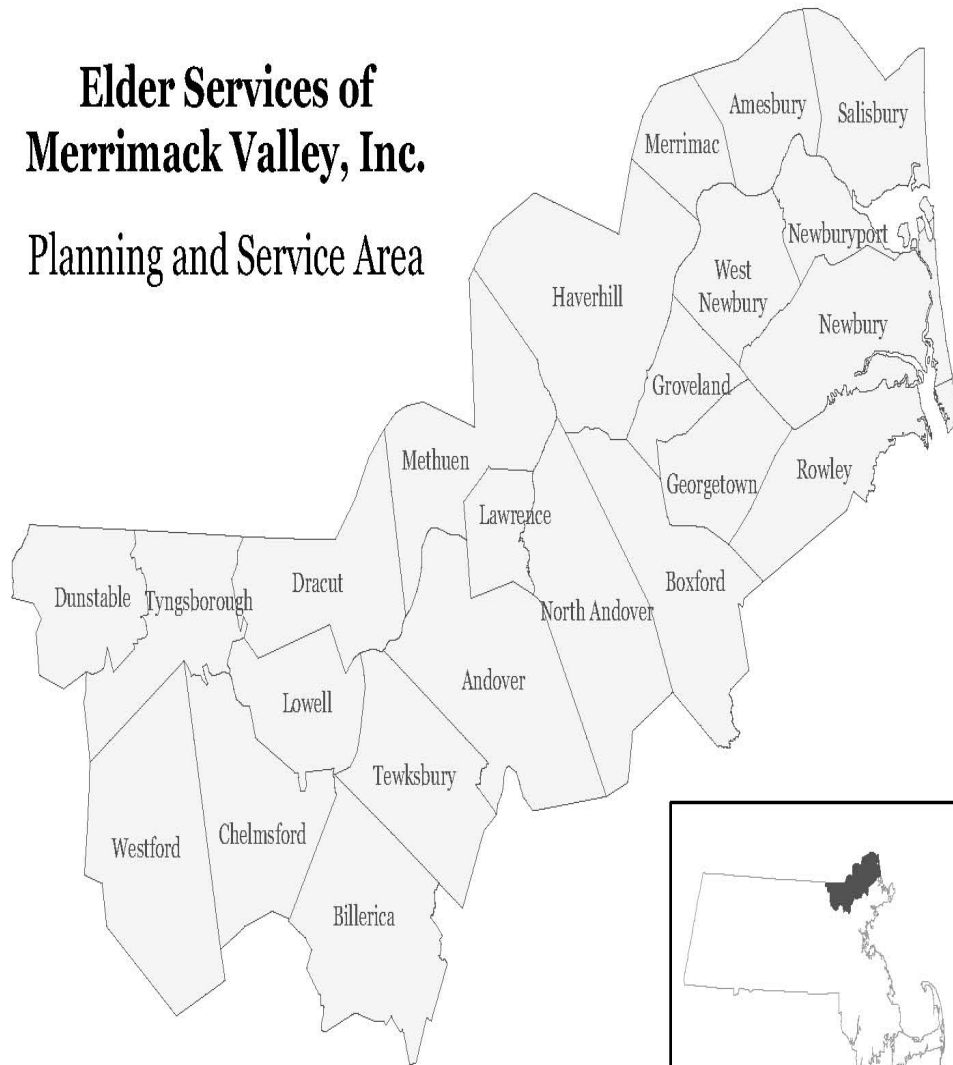 Elder Services of
Merrimack Valley, Inc.
Planning and Service Area
Amesbury
Salisbury
Merrimac
Newburyport
West
Newbury
Haverhill
Newbury
Groveland
Methuen
Georgetown
Rowley
Lawrence
Dracut
Boxford
Dunstable
Tyngsborough
North Andover
Andover
Lowell
Tewksbury
Chelmsford
Westford
Billerica